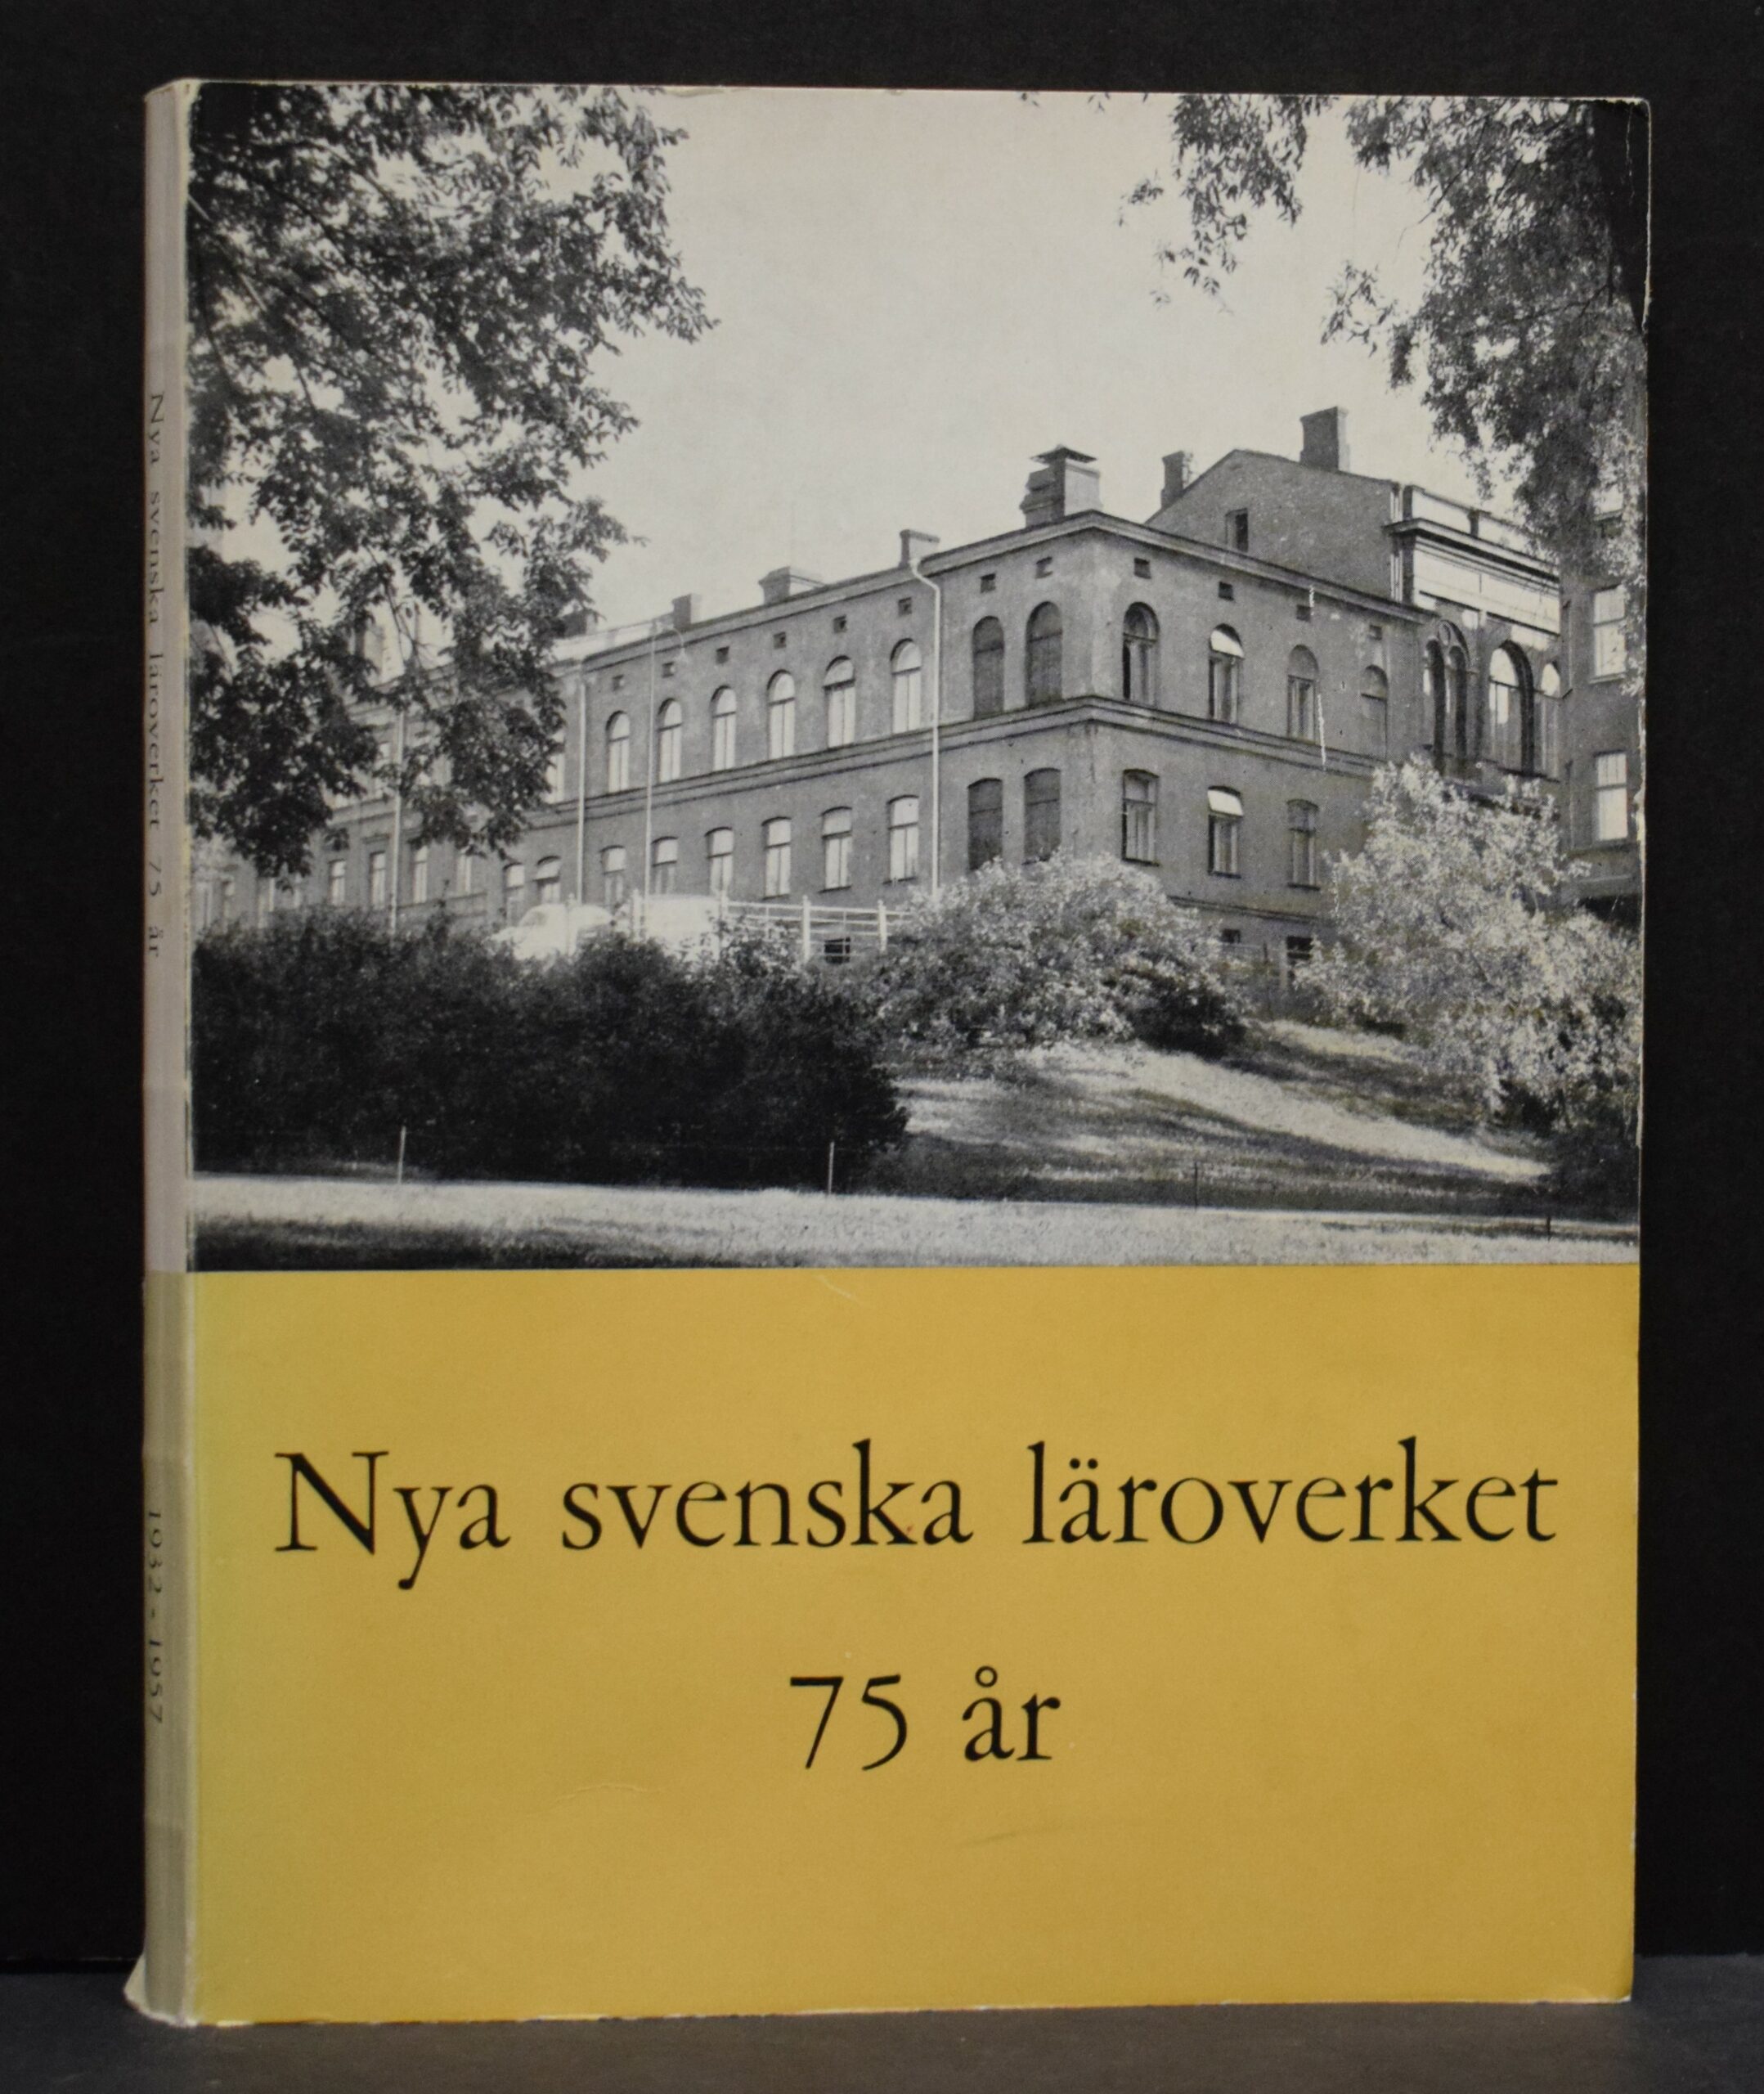 Nya svenska läroverket
75 år
Nya svenska läroverket 75 år
1932-1957